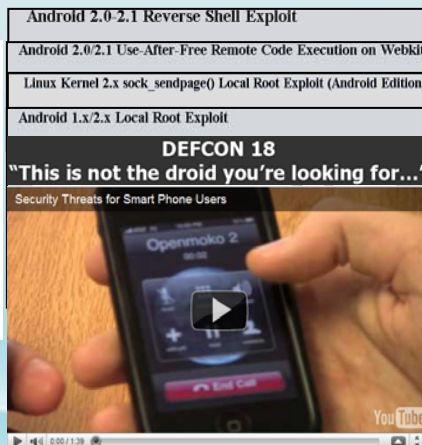 Android 2.0-2.1 Reverse Shell Exploit
Android 2.0/2.1 Use-After-Free Remote Code Execution on Webkit
Linux Kernel 2.x sock_sendpage() Local Root Exploit (Android Edition
Android 1.x/2.x Local Root Exploit
DEFCON 18
"This is not the droid you're looking for..."
Security Threats for Smart Phone Users
Openmoko 2
00:02
End Call
YouTube
0:00 / 1:39